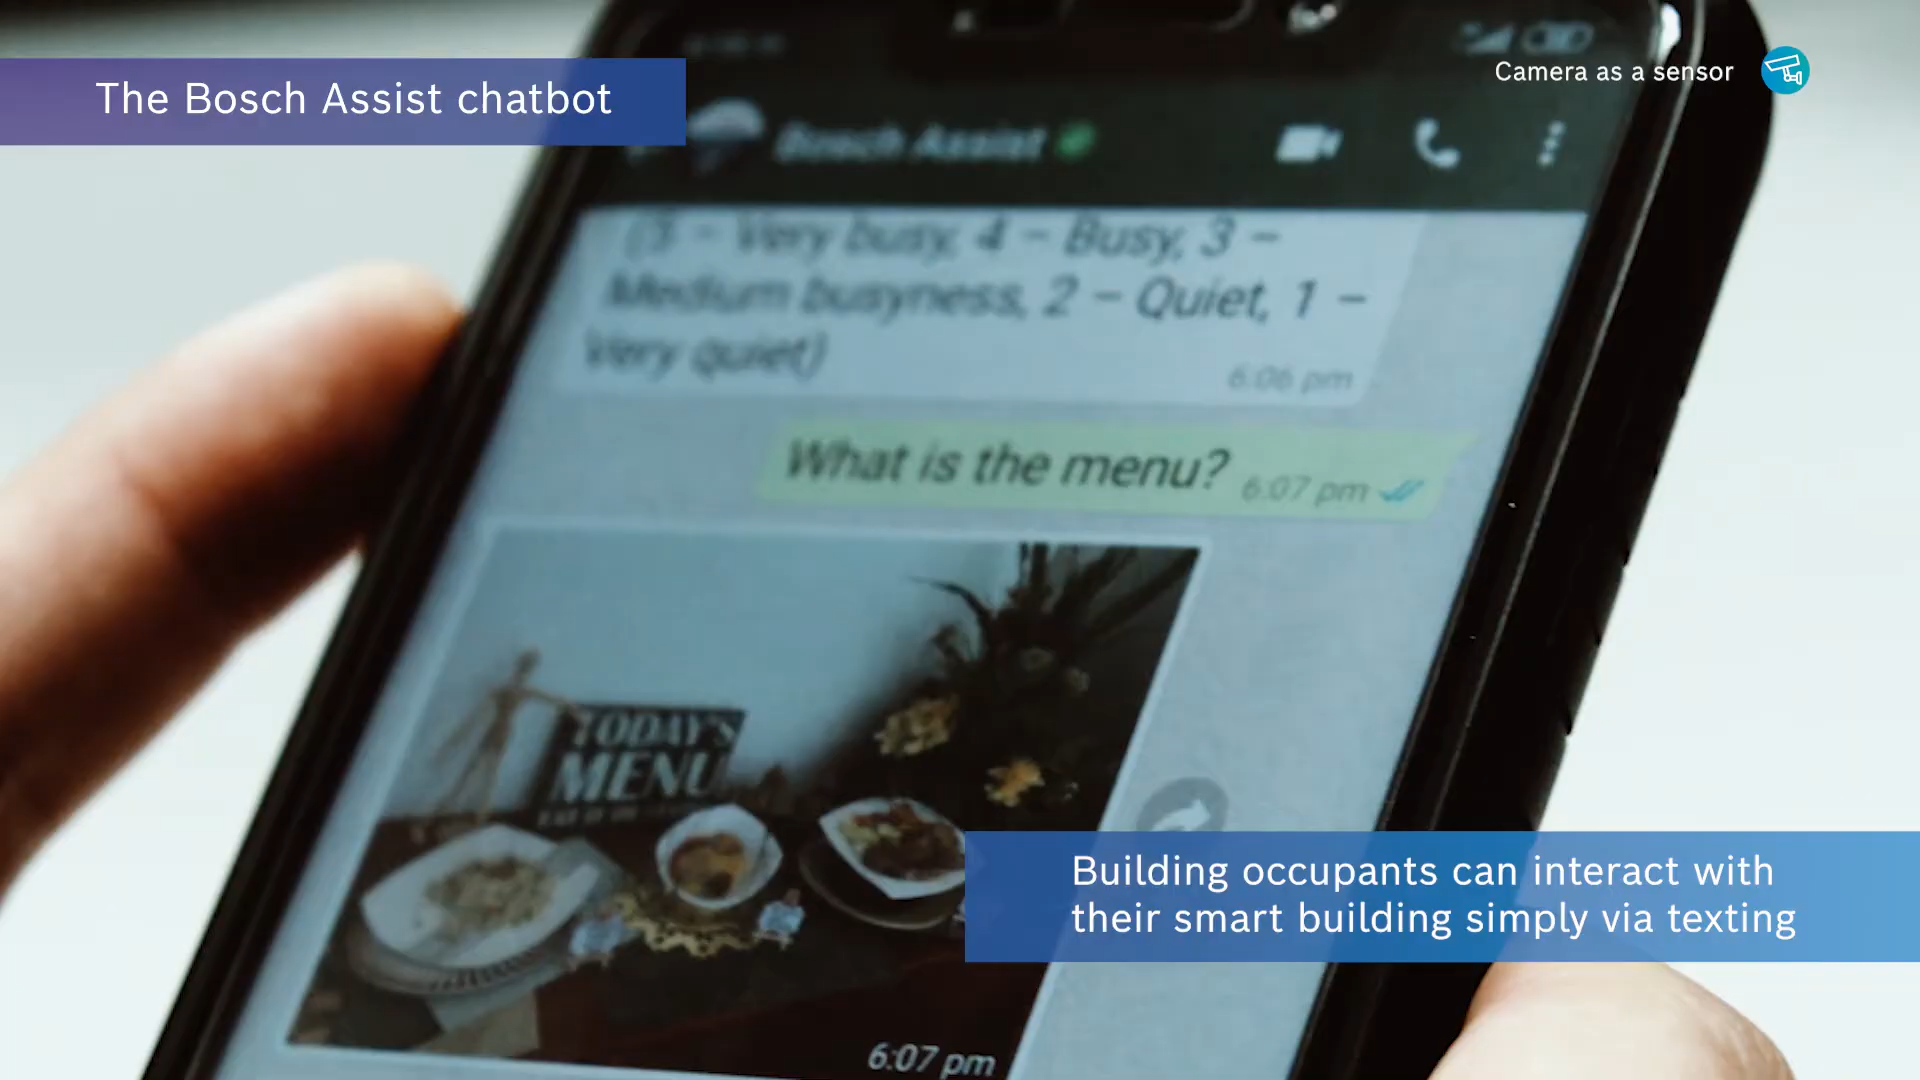 The Bosch Assist chatbot
Camera as a sensor
Bosch Assist
(5 – Very busy, 4 – Busy, 3 –
Medium busyness, 2 – Quiet, 1 –
Very quiet)
6:06 pm
What is the menu? 6:07 pm
TODAY'S
MENU
6:07 pm
Building occupants can interact with
their smart building simply via texting